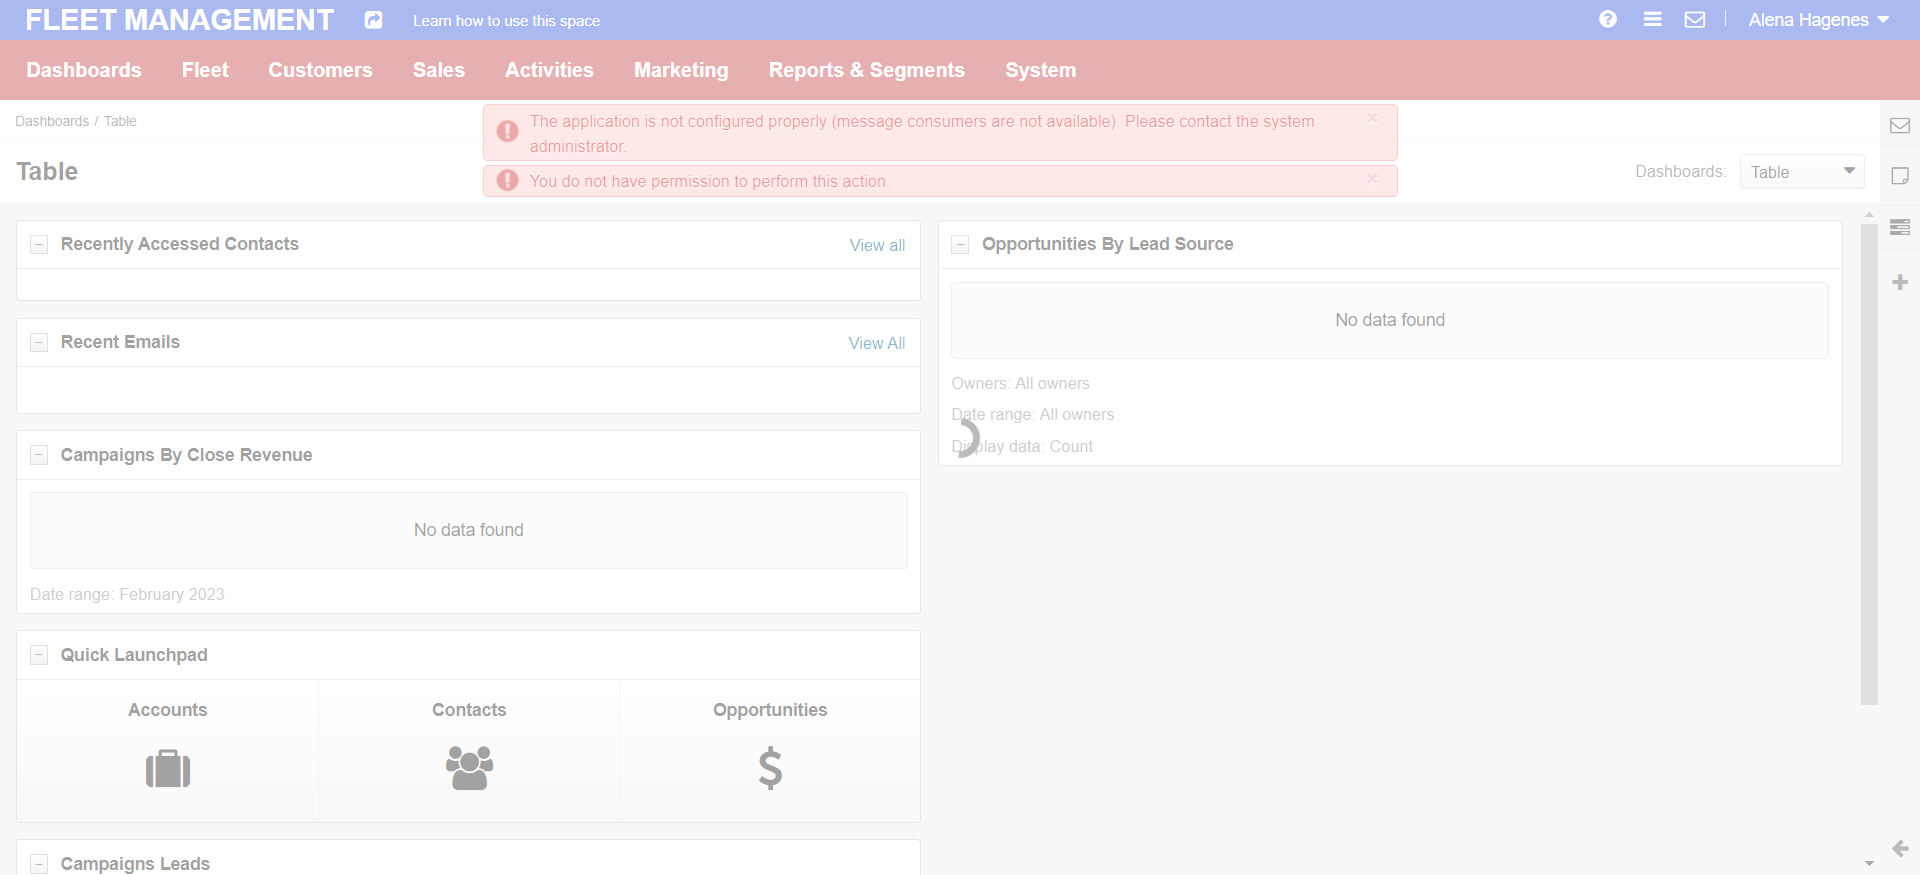 FLEET MANAGEMENT
Learn how to use this space
Alena Hagenes
Dashboards
Fleet
Customers
Sales
Activities
Marketing
Reports & Segments
System
Dashboards / Table
The application is not configured properly (message consumers are not available). Please contact the system
administrator.
You do not have permission to perform this action.
Table
Dashboards:
Table
Recently Accessed Contacts
View all
Recent Emails
View All
Campaigns By Close Revenue
No data found
Date range: February 2023
Quick Launchpad
Accounts
Contacts
Opportunities
Campaigns Leads
Opportunities By Lead Source
No data found
Owners: All owners
Date range: All owners
Display data: Count